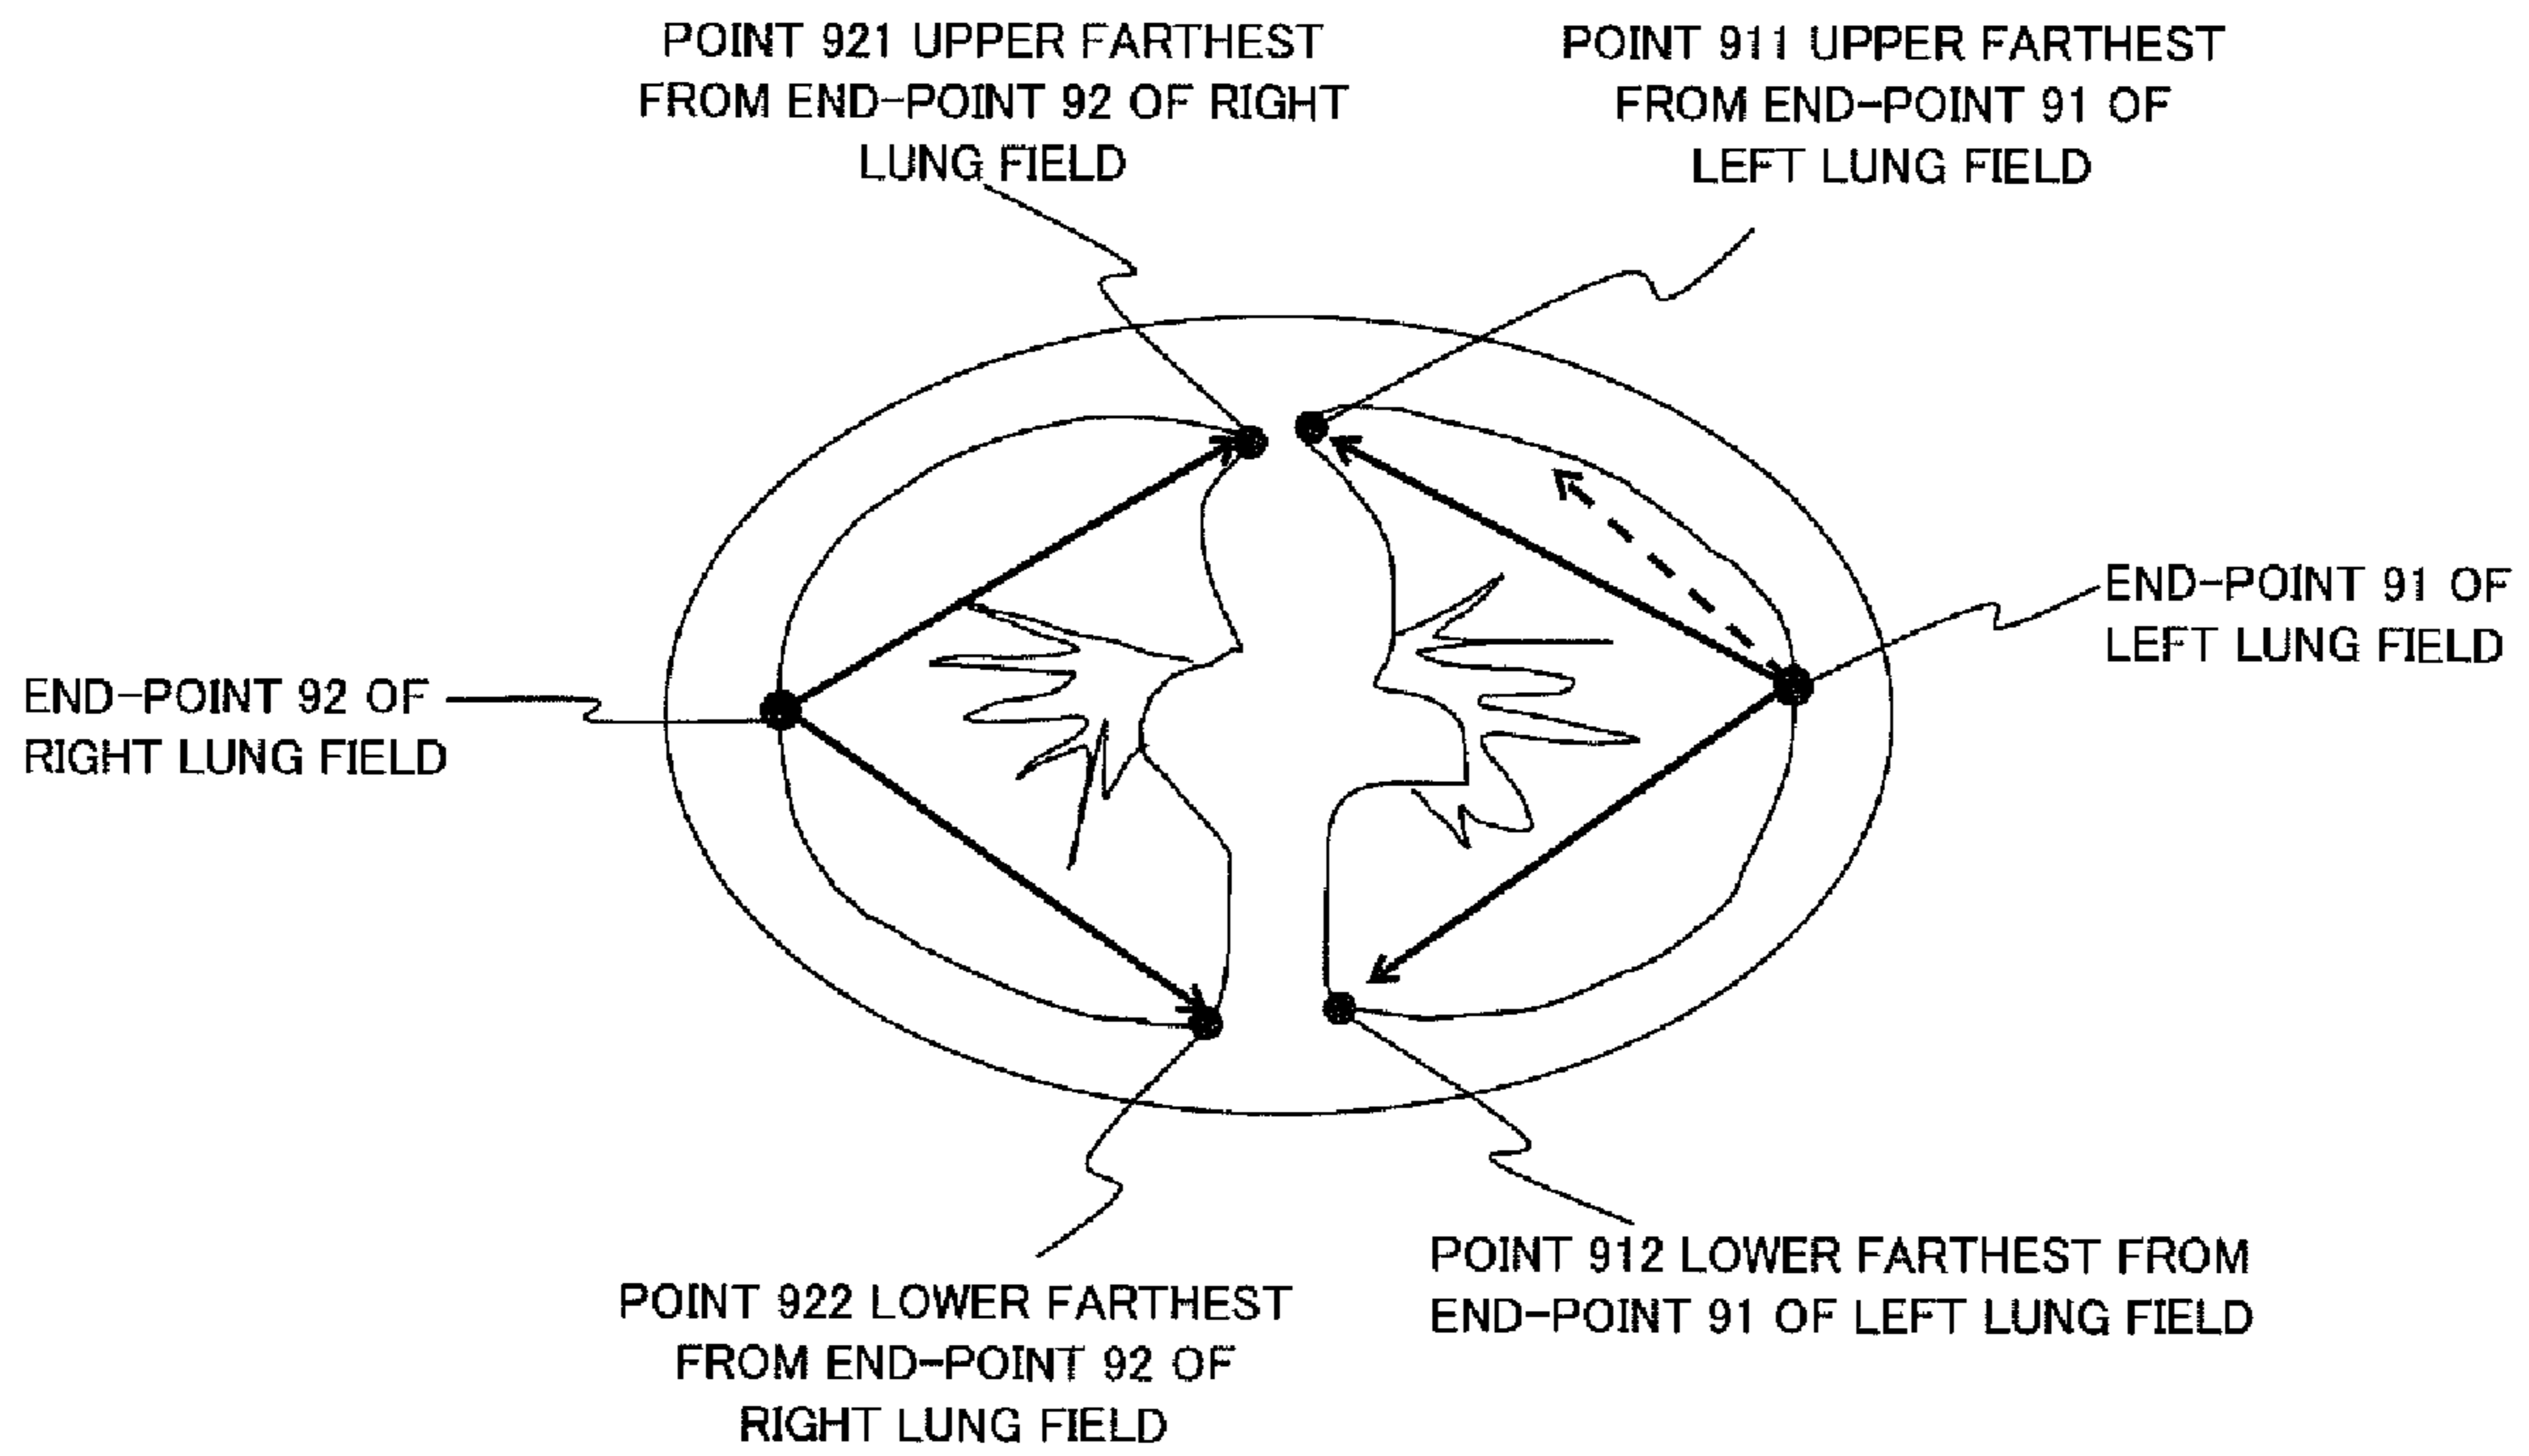 POINT 921 UPPER FARTHEST
FROM END-POINT 92 OF RIGHT
LUNG FIELD
POINT 911 UPPER FARTHEST
FROM END-POINT 91 OF
LEFT LUNG FIELD
END-POINT 91 OF
LEFT LUNG FIELD
END-POINT 92 OF
RIGHT LUNG FIELD
POINT 912 LOWER FARTHEST FROM
END-POINT 91 OF LEFT LUNG FIELD
POINT 922 LOWER FARTHEST
FROM END-POINT 92 OF
RIGHT LUNG FIELD